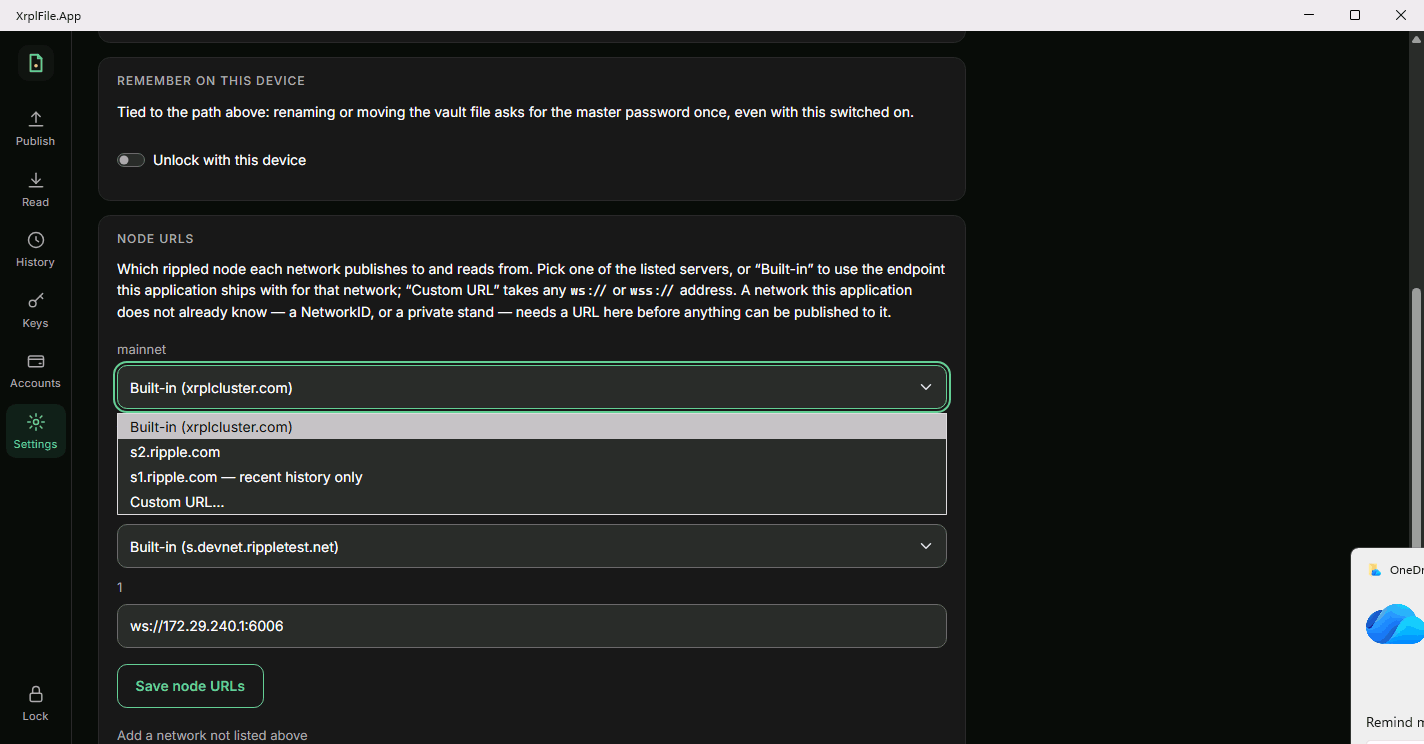 XrplFile.App
Publish
Read
History
Keys
Accounts
Settings
Lock
REMEMBER ON THIS DEVICE
Tied to the path above: renaming or moving the vault file asks for the master password once, even with this switched on.
Unlock with this device
NODE URLS
Which rippled node each network publishes to and reads from. Pick one of the listed servers, or “Built-in” to use the endpoint
this application ships with for that network; “Custom URL” takes any ws:// or wss:// address. A network this application
does not already know — a NetworkID, or a private stand — needs a URL here before anything can be published to it.
mainnet
Built-in (xrplcluster.com)
Built-in (xrplcluster.com)
s2.ripple.com
s1.ripple.com — recent history only
Custom URL...
Built-in (s.devnet.rippletest.net)
1
ws://172.29.240.1:6006
Save node URLs
Add a network not listed above
OneDr
Remind m